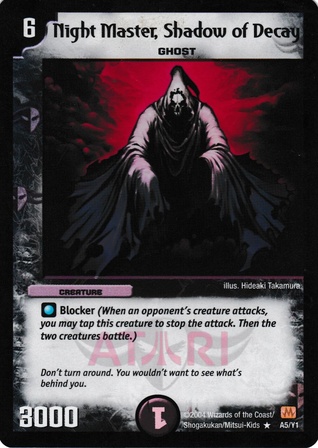 6 Night Master, Shadow of Decay
GHOST
illus. Hideaki Takamura
CREATURE
Blocker (When an opponent's creature attacks,
you may tap this creature to stop the attack. Then the
two creatures battle.)
ATARI
Don't turn around. You wouldn't want to see what's
behind you.
3000
1
©2004 Wizards of the Coast/
Shogakukan/Mitsui-Kids ★ A5/Y1